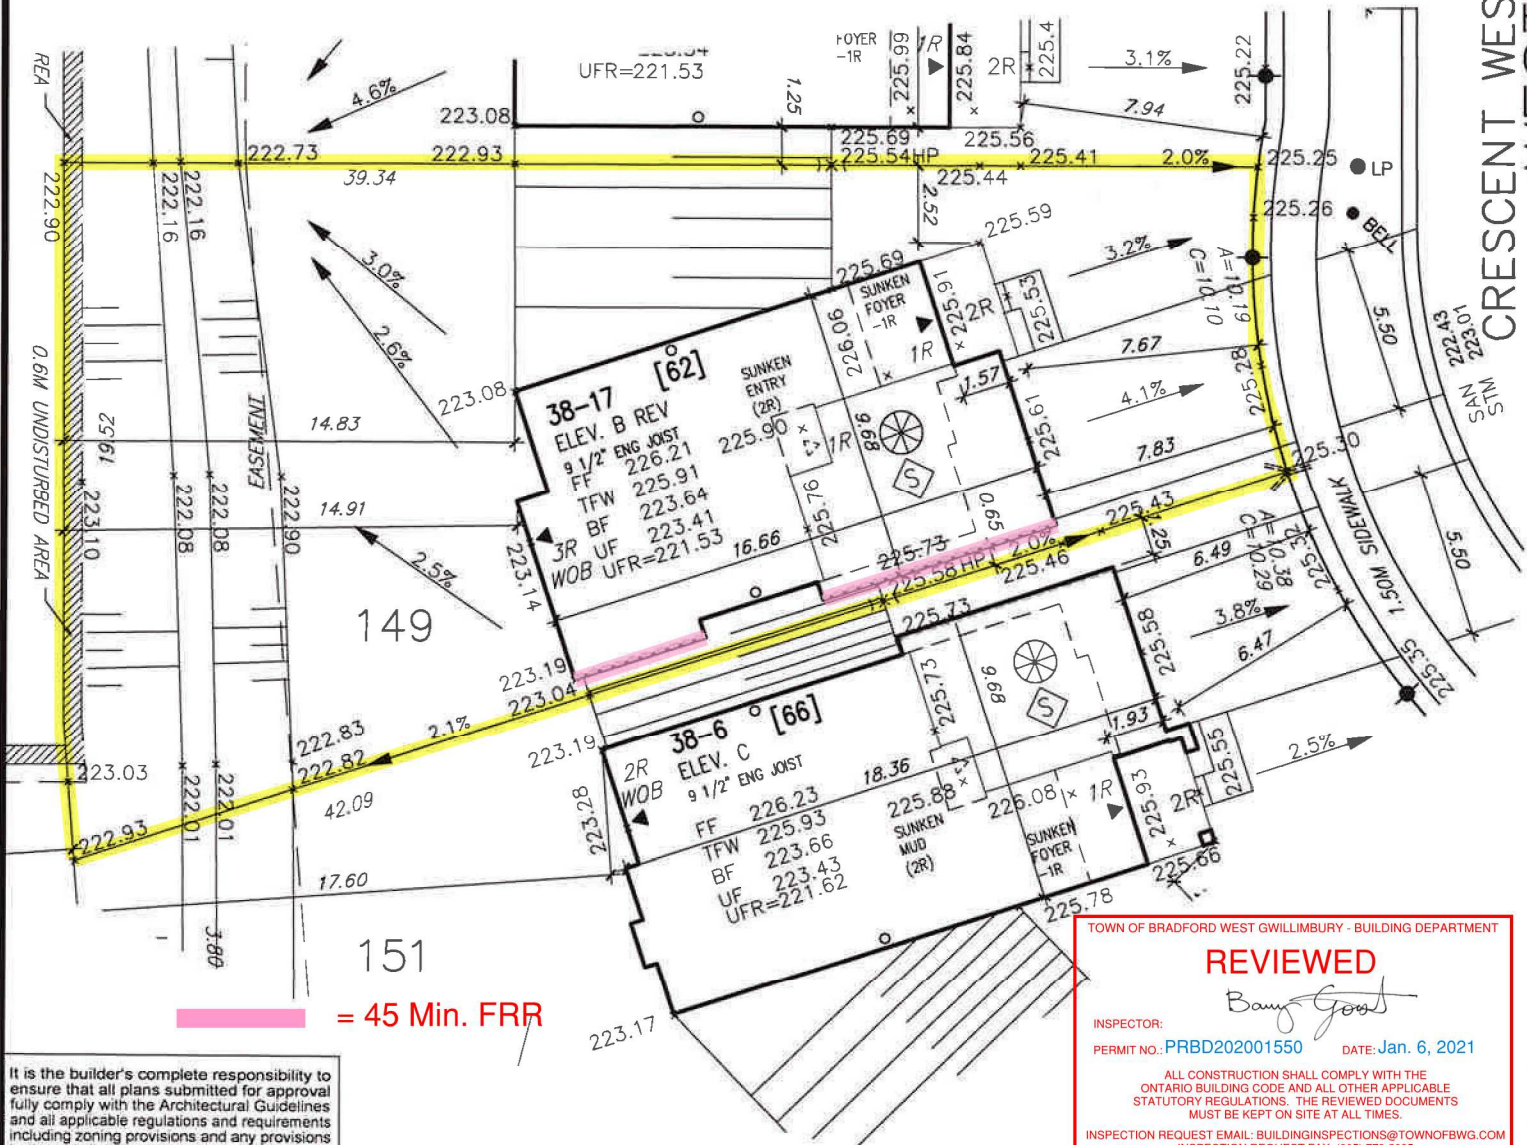 UFR=221.53
FOYER
-1R
225.99
1R
225.84
2R
225.4
3.1%
225.22
CRESCENT WES
REA
4.6%
223.08
1.25
7.94
222.73
222.93
39.34
225.69
225.54HP
225.56
225.44
225.41
2.0%
225.25
LP
222.90
222.16
222.16
2.52
225.59
225.26
BELL
3.0%
2.6%
225.69
SUNKEN
FOYER
-1R
225.91
2R
225.53
3.2%
A=10.19
C=10.10
5.50
SAN 222.43
STM 223.01
0.6M UNDISTURBED AREA
19.52
EASEMENT
14.83
223.08
38-17
[62]
ELEV. B REV
9 1/2" ENG JOIST
FF 226.21
TFW 225.91
BF 223.64
UF 223.41
UFR=221.53
3R
WOB
SUNKEN
ENTRY
(2R)
225.90
1R
226.06
1R
9.68
S
1.57
225.61
7.67
4.1%
225.28
7.83
225.30
223.10
222.08
222.08
222.90
14.91
223.14
2.5%
225.76
16.66
0.65
225.73
225.58HP
2.0%
225.46
225.43
1.25
6.49
A=10.38
C=10.29
225.32
1.50M SIDEWALK
5.50
149
223.19
223.04
2.1%
222.83
222.82
42.09
225.73
225.58
3.8%
6.47
225.35
223.03
222.01
222.01
222.93
223.19
38-6
[66]
ELEV. C
9 1/2" ENG JOIST
2R
WOB
FF 226.23
TFW 225.93
BF 223.66
UF 223.43
UFR=221.62
18.36
225.73
9.68
S
1.93
225.88
SUNKEN
MUD
(2R)
226.08
SUNKEN
FOYER
-1R
1R
225.93
2R
225.55
2.5%
225.66
225.78
223.28
17.60
3.80
151
223.17
= 45 Min. FRR
It is the builder's complete responsibility to
ensure that all plans submitted for approval
fully comply with the Architectural Guidelines
and all applicable regulations and requirements
including zoning provisions and any provisions
TOWN OF BRADFORD WEST GWILLIMBURY - BUILDING DEPARTMENT
REVIEWED
INSPECTOR:
PERMIT NO.: PRBD202001550 DATE: Jan. 6, 2021
ALL CONSTRUCTION SHALL COMPLY WITH THE
ONTARIO BUILDING CODE AND ALL OTHER APPLICABLE
STATUTORY REGULATIONS. THE REVIEWED DOCUMENTS
MUST BE KEPT ON SITE AT ALL TIMES.
INSPECTION REQUEST EMAIL: BUILDINGINSPECTIONS@TOWNOFBWG.COM